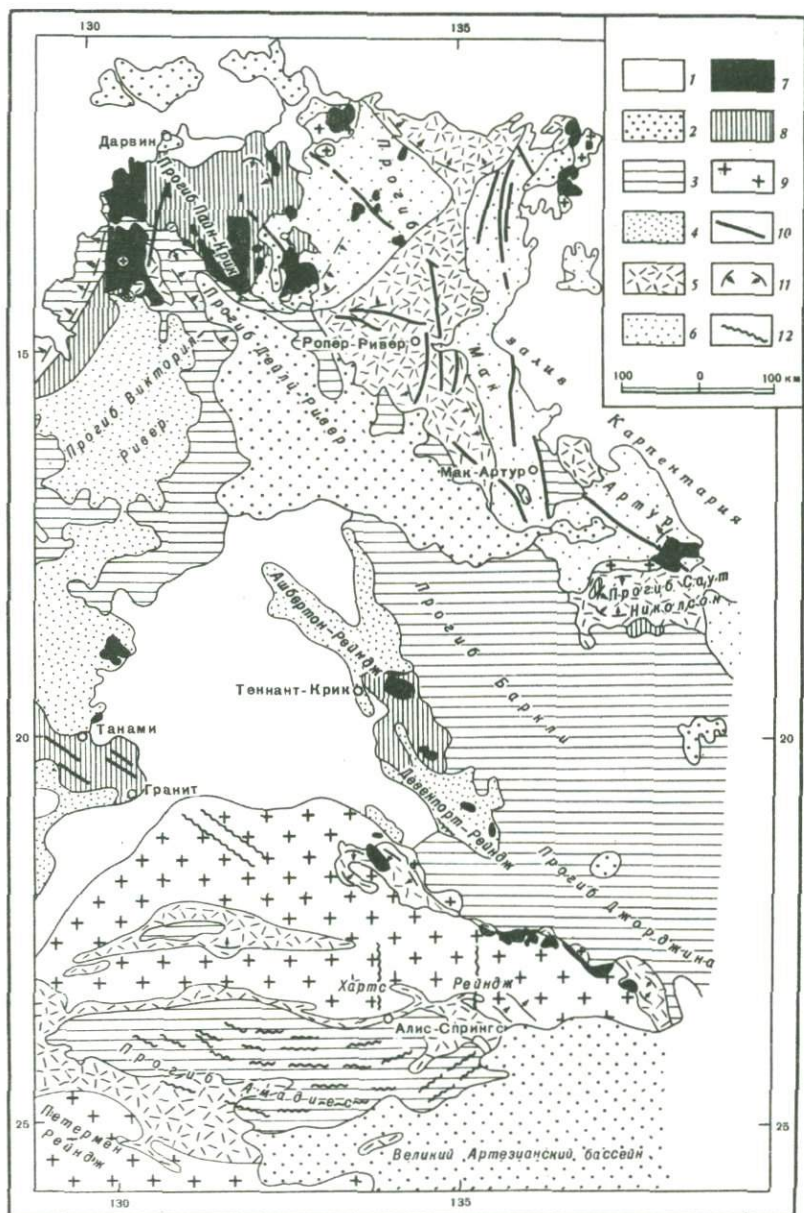 130
135
1
7
2
8
3
9
4
10
5
11
6
12
100
0
100 км
Дарвин
Прогиб Пайн-Крик
Прогиб
Прогиб Дейли-Ривер
15
Ропер-Ривер
Мак
залив
Карпентария
Прогиб Виктория
Ривер
Мак-Артур
Артур
Прогиб Саут
Николсон
Ашбертон-Рейндж
Прогиб
Баркли
Теннант-Крик
20
Танами
20
Гранит
Девенпорт-Рейндж
Прогиб Джорджина
Хартс
Рейндж
Алис-Спрингс
Прогиб
Амадиес
25
Петермен
Рейндж
Великий Артезианский бассейн
25
130
135